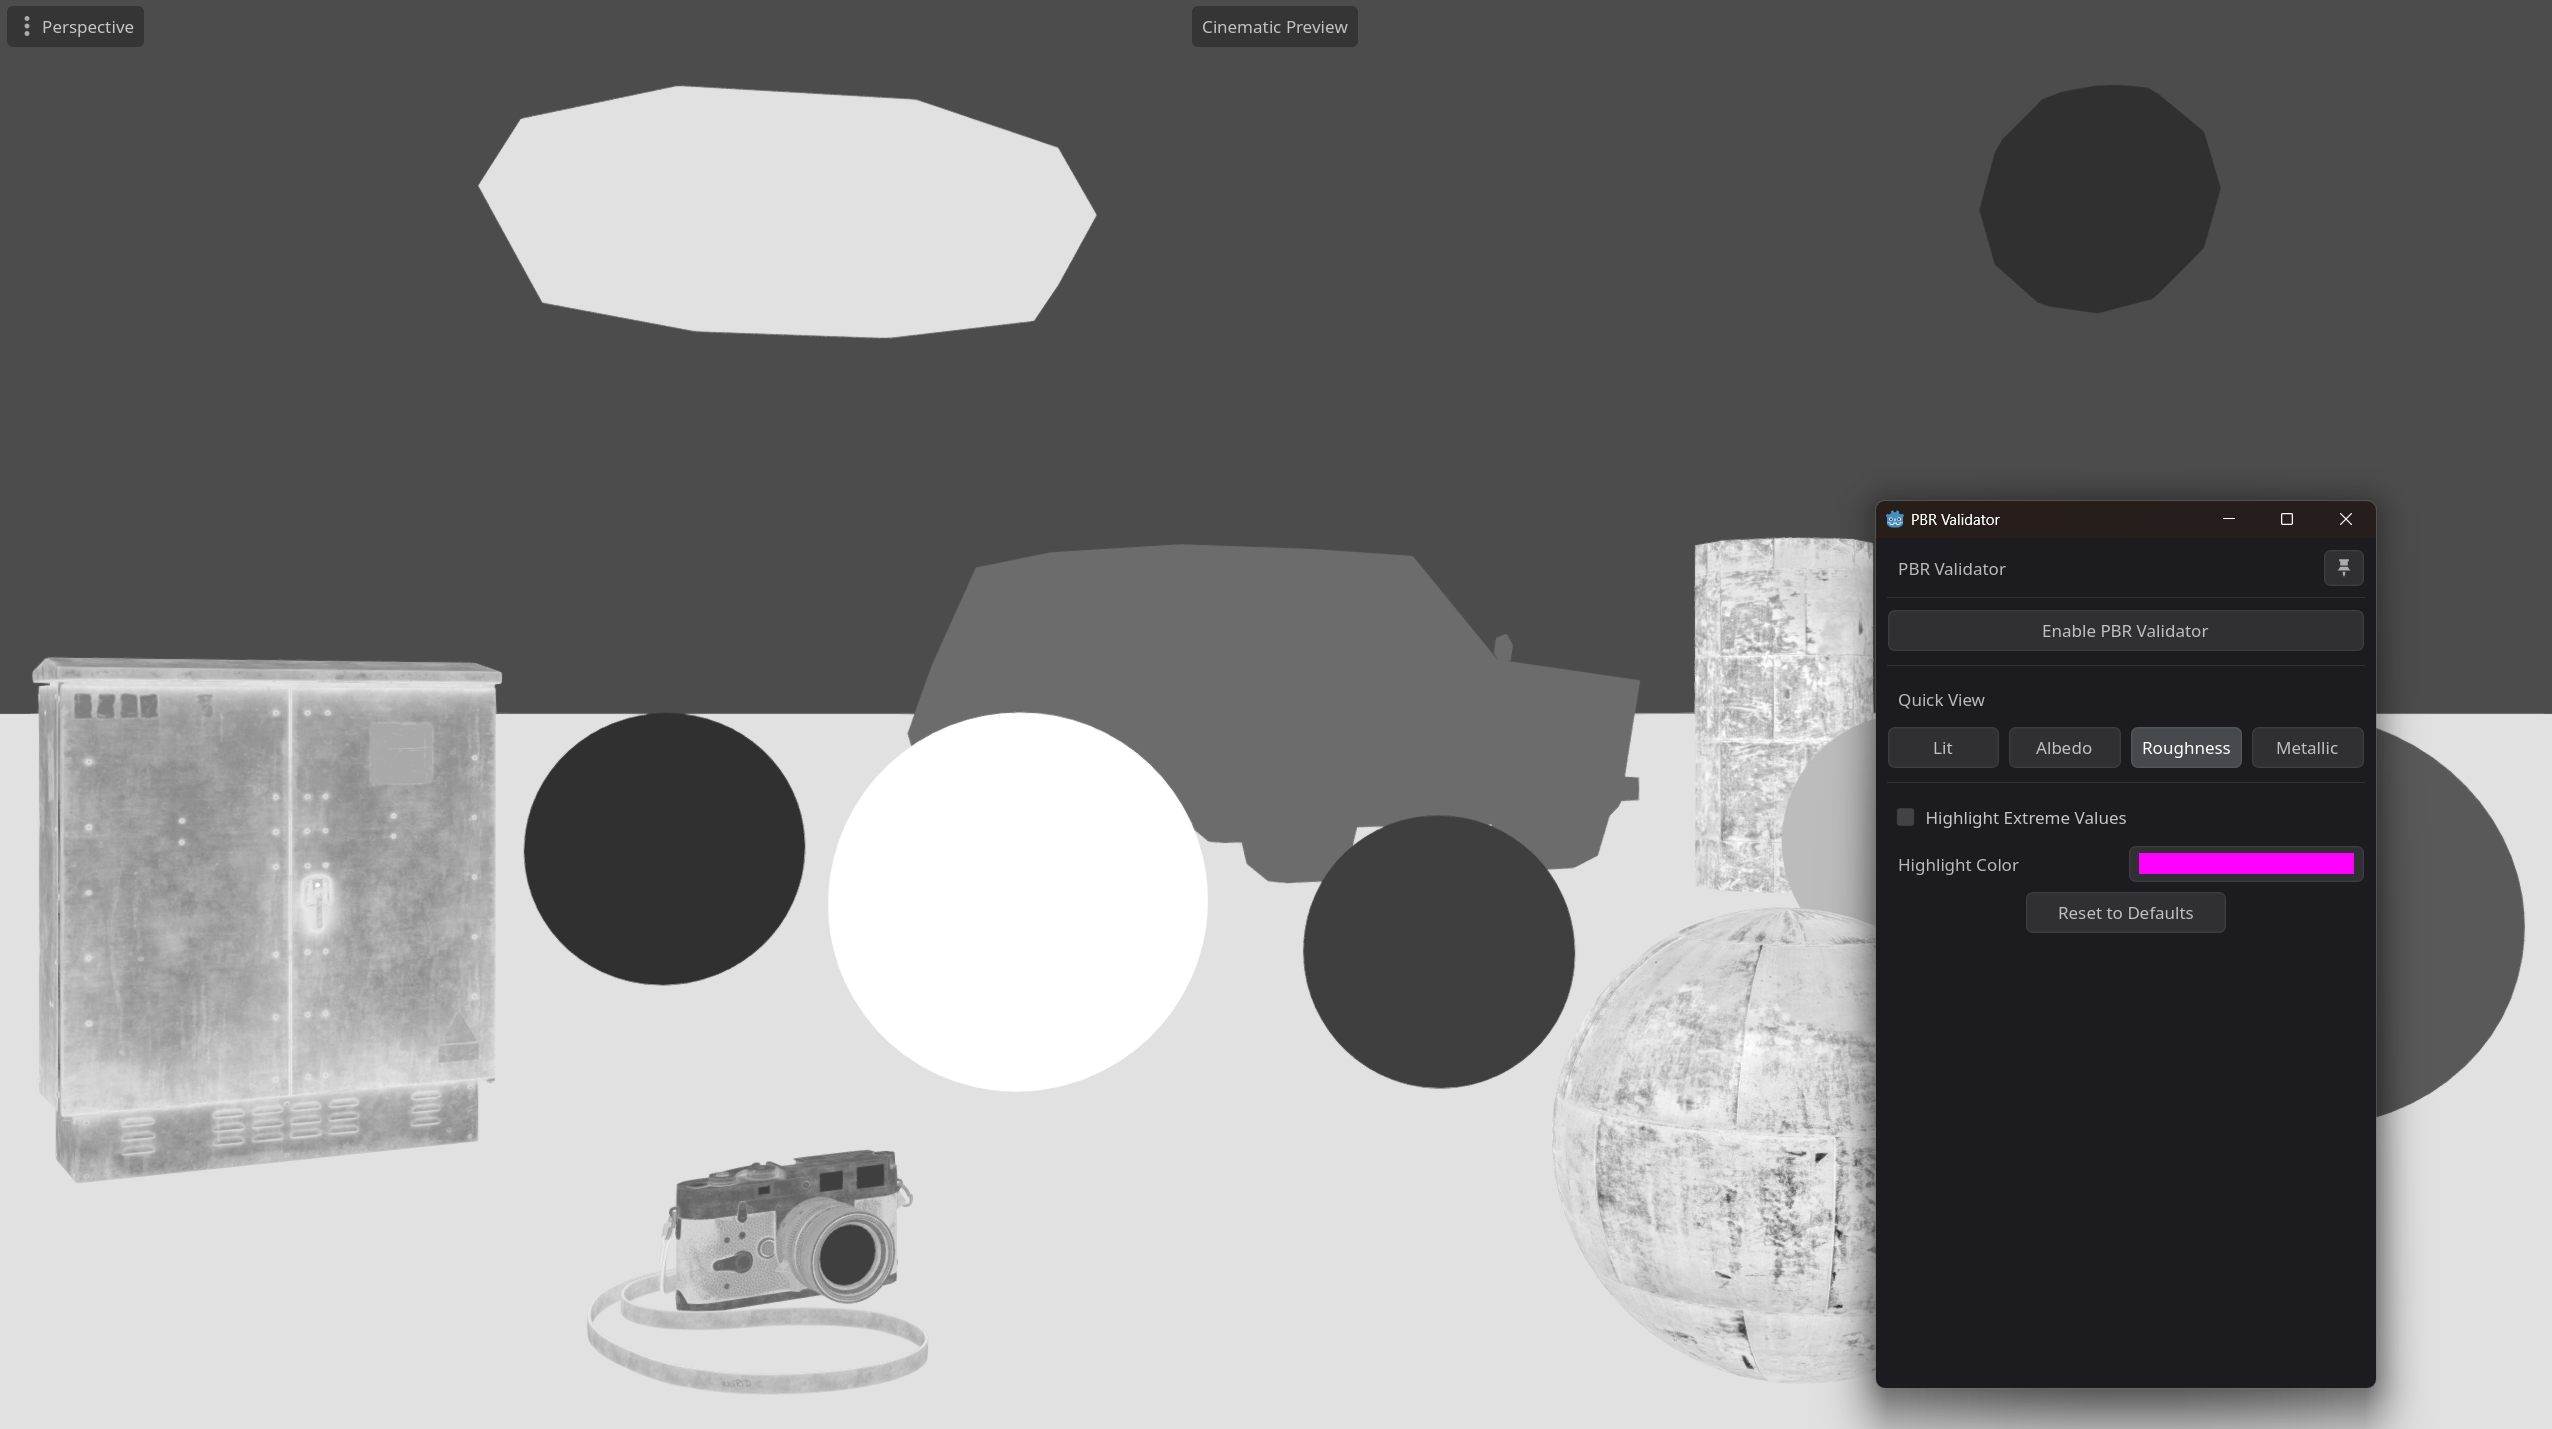 Perspective
Cinematic Preview
PBR Validator
PBR Validator
Enable PBR Validator
Quick View
Lit
Albedo
Roughness
Metallic
Highlight Extreme Values
Highlight Color
Reset to Defaults